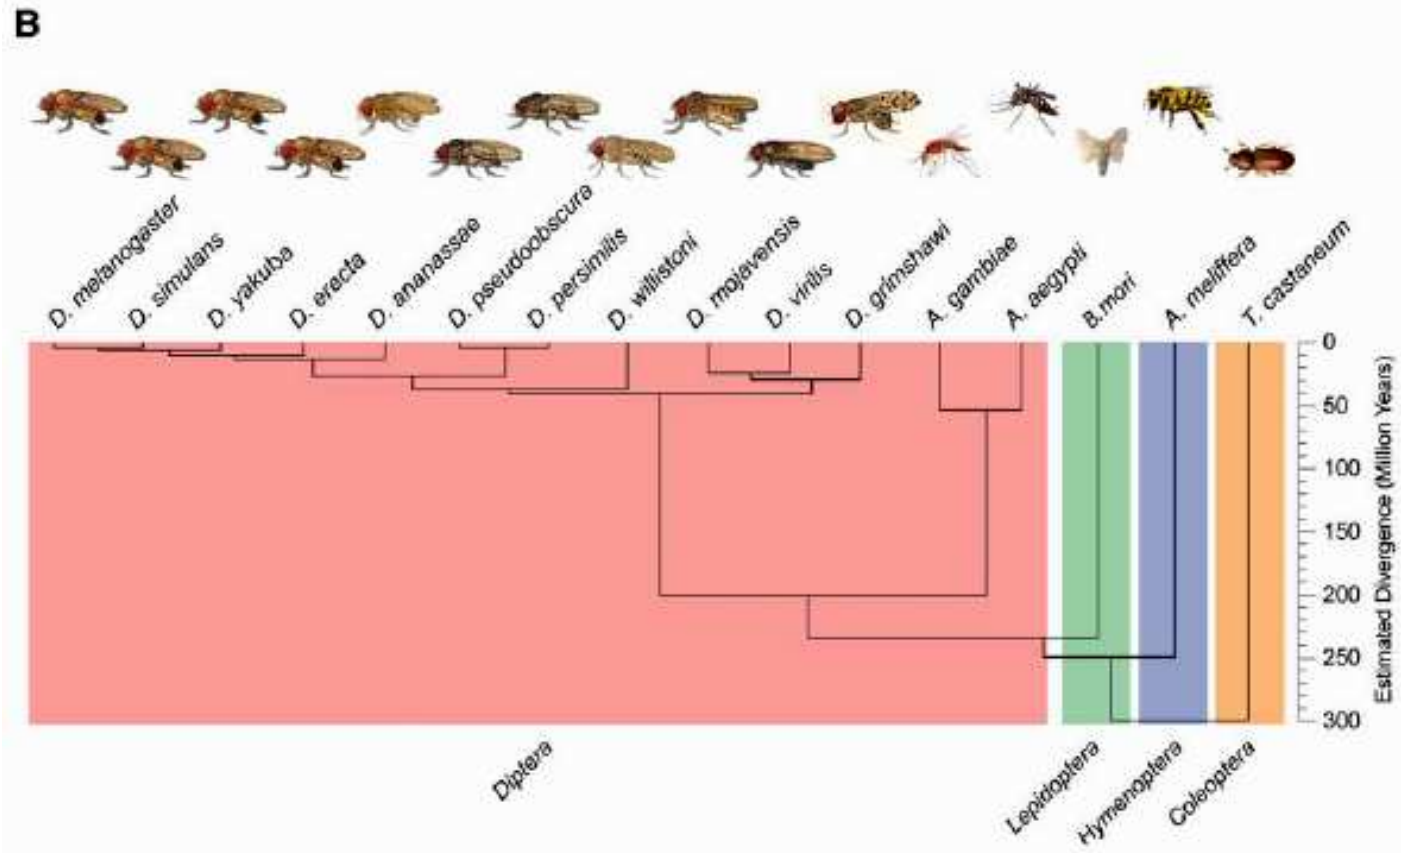 B
D. melanogaster
D. simulans
D. yakuba
D. erecta
D. ananassae
D. pseudoobscura
D. persimilis
D. willistoni
D. mojavensis
D. virilis
D. grimshawi
A. gambiae
A. aegypti
B.mori
A. meliffera
T. castaneum
0
50
100
150
200
250
300
Estimated Divergence (Million Years)
Diptera
Lepidoptera
Hymenoptera
Coleoptera